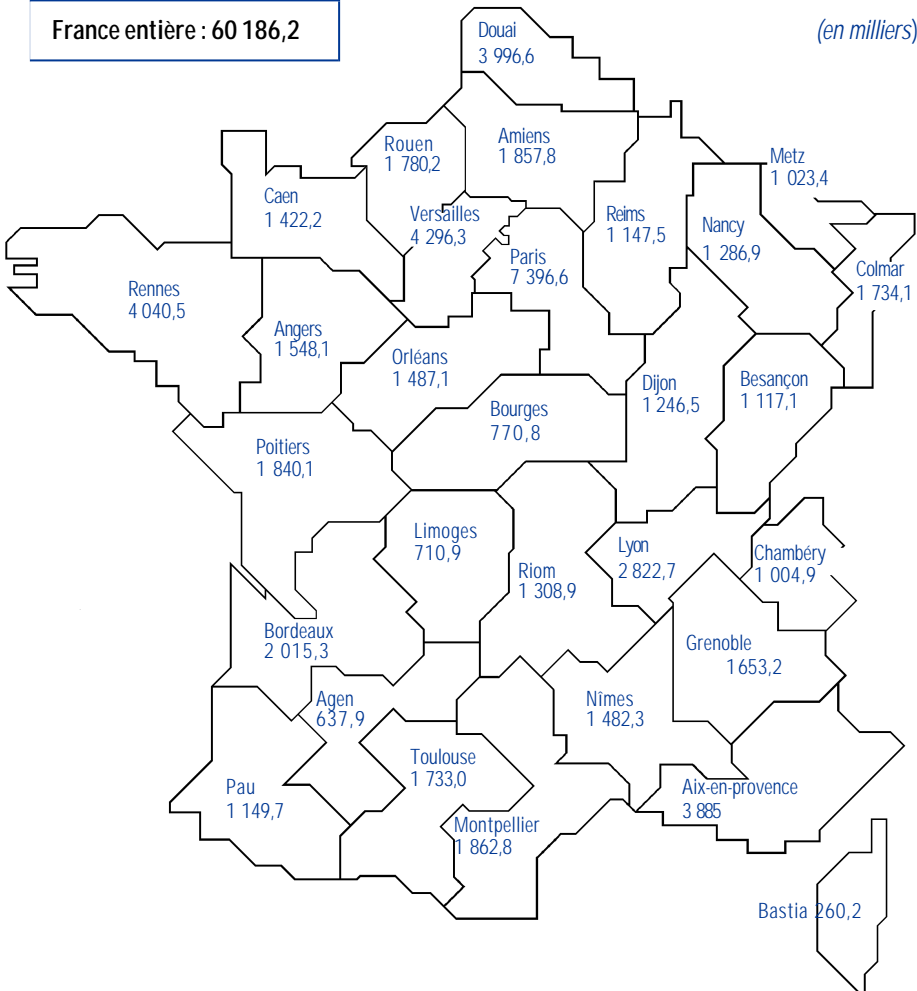 France entière : 60 186,2
(en milliers)
Douai
3 996,6
Rouen
1 780,2
Amiens
1 857,8
Metz
1 023,4
Caen
1 422,2
Versailles
4 296,3
Reims
1 147,5
Nancy
1 286,9
Paris
7 396,6
Colmar
1 734,1
Rennes
4 040,5
Angers
1 548,1
Orléans
1 487,1
Dijon
1 246,5
Besançon
1 117,1
Bourges
770,8
Poitiers
1 840,1
Limoges
710,9
Lyon
2 822,7
Chambéry
1 004,9
Riom
1 308,9
Bordeaux
2 015,3
Grenoble
1653,2
Agen
637,9
Nîmes
1 482,3
Toulouse
1 733,0
Pau
1 149,7
Aix-en-provence
3 885
Montpellier
1 862,8
Bastia 260,2